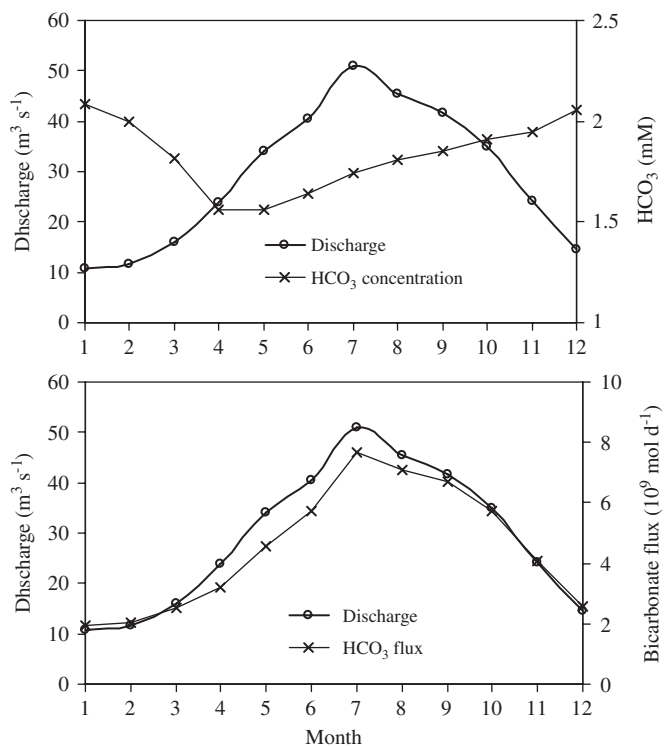 60
50
40
30
20
10
0
Dhscharge (m³ s⁻¹)
2.5
2
1.5
1
HCO₃ (mM)
Discharge
HCO₃ concentration
1 2 3 4 5 6 7 8 9 10 11 12
60
50
40
30
20
10
0
Dhscharge (m³ s⁻¹)
10
8
6
4
2
0
Bicarbonate flux (10⁹ mol d⁻¹)
Discharge
HCO₃ flux
1 2 3 4 5 6 7 8 9 10 11 12
Month